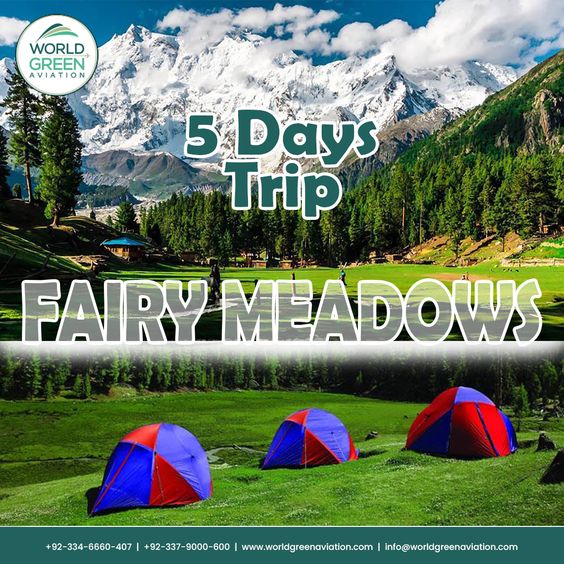 WORLD
GREEN
AVIATION
5 Days
Trip
FAIRY MEADOWS
+92-334-6660-407 | +92-337-9000-600 | www.worldgreenaviation.com | info@worldgreenaviation.com